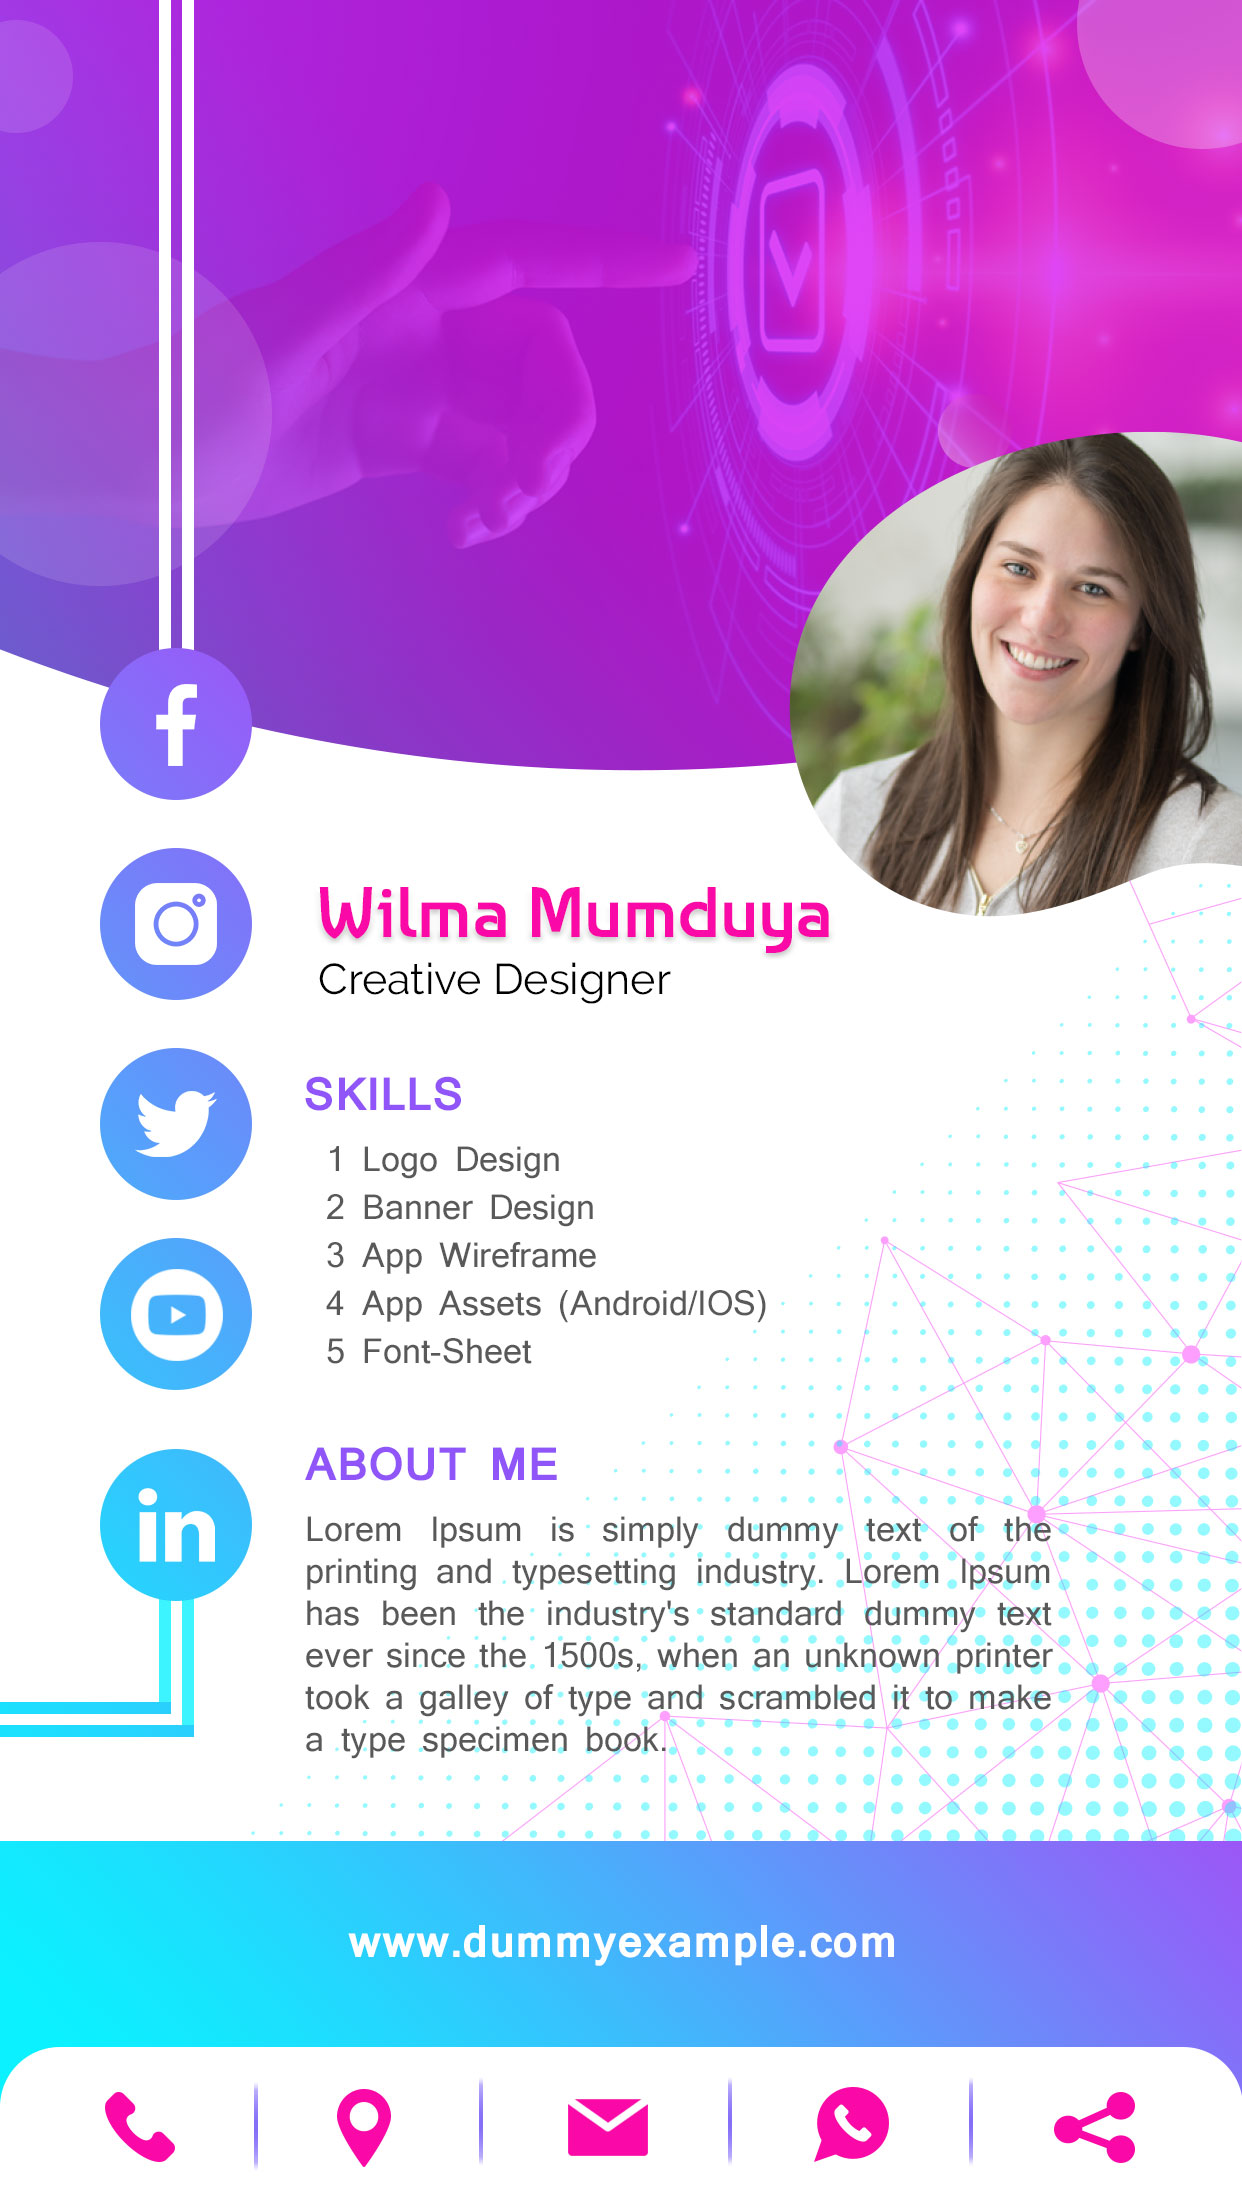 Wilma Mumduya
Creative Designer
SKILLS
1 Logo Design
2 Banner Design
3 App Wireframe
4 App Assets (Android/IOS)
5 Font-Sheet
ABOUT ME
Lorem Ipsum is simply dummy text of the
printing and typesetting industry. Lorem Ipsum
has been the industry's standard dummy text
ever since the 1500s, when an unknown printer
took a galley of type and scrambled it to make
a type specimen book.
www.dummyexample.com